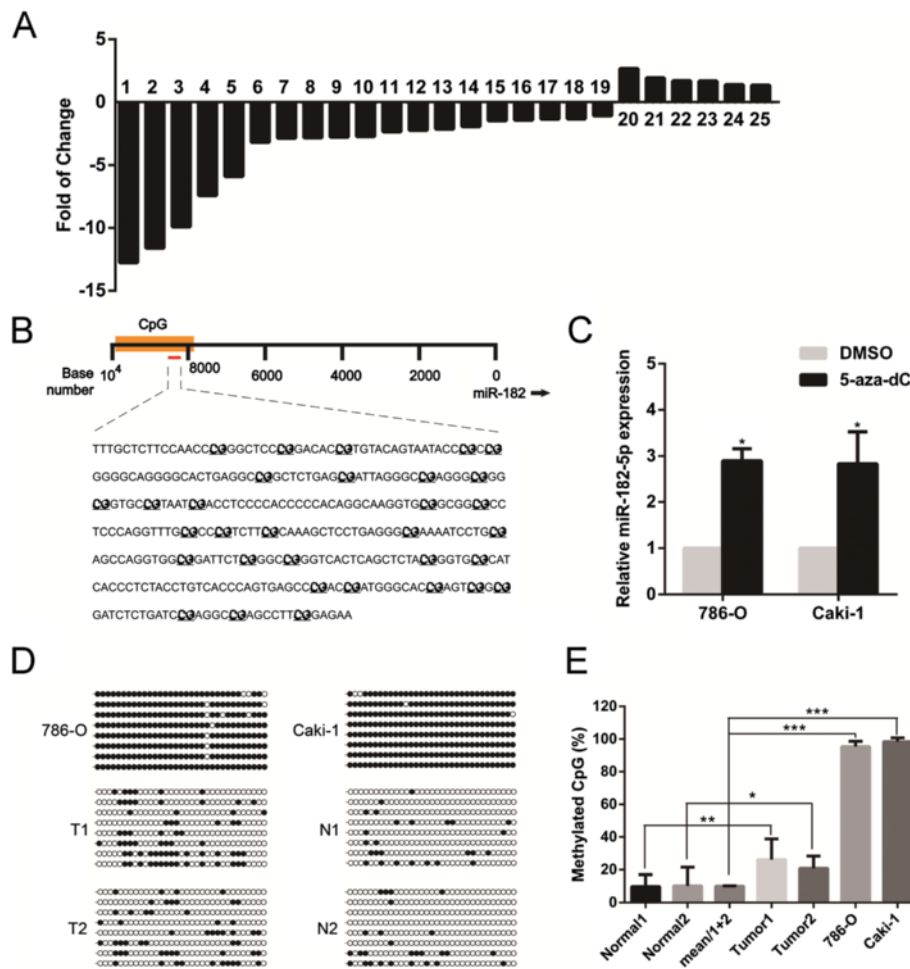 A
Fold of Change
5
0
-5
-10
-15
1 2 3 4 5 6 7 8 9 10 11 12 13 14 15 16 17 18 19
20 21 22 23 24 25
B
CpG
10⁴ 8000 6000 4000 2000 0
Base number
miR-182
TTTGCTCTTCCAACCCGGGCTCCCGGACACCGTGTACAGTAATACCCGCCG
GGGGCAGGGGCACTGAGGCCGGCTCTGAGCGATTAGGGCCGAGGGCGGG
CGGTGCCGTAATCGACCTCCCCACCCCCACAGGCAAGGTGCGGCGGCGCC
TCCCAGGTTTGCGCCCGTCTTCGCAAAGCTCCTGAGGGCGAAAATCCTGCG
AGCCAGGTGGCGGATTCTCGGGCCGGGTCACTCAGCTCTACGGGTGCGCAT
CACCCTCTACCTGTCACCCAGTGAGCCCGACCGATGGGCACCGAGTCGGCG
GATCTCTGATCCGAGGCCGAGCCTTCGGAGAA
C
DMSO
5-aza-dC
Relative miR-182-5p expression
5
4
3
2
1
0
* *
786-O Caki-1
D
786-O Caki-1
T1 N1
T2 N2
E
Methylated CpG (%)
120
100
80
60
40
20
0
***
***
*
**
Normal1 Normal2 mean/1+2 Tumor1 Tumor2 786-O Caki-1